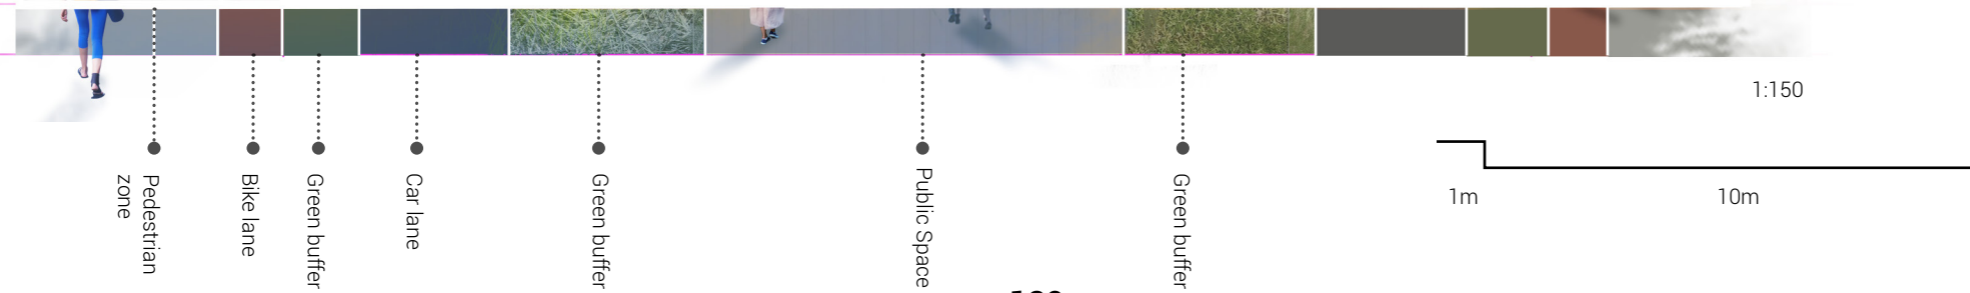 1:150
1m
10m
Pedestrian
zone
Bike lane
Green buffer
Car lane
Green buffer
Public Space
Green buffer